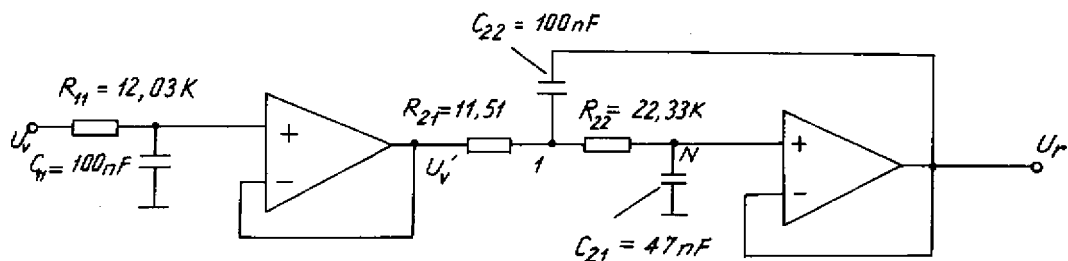 C22 = 100nF
R11 = 12,03K
R21 = 11,51
R22 = 22,33K
Uv
C11 = 100nF
+
−
Uv'
1
N
+
−
Ur
C21 = 47nF